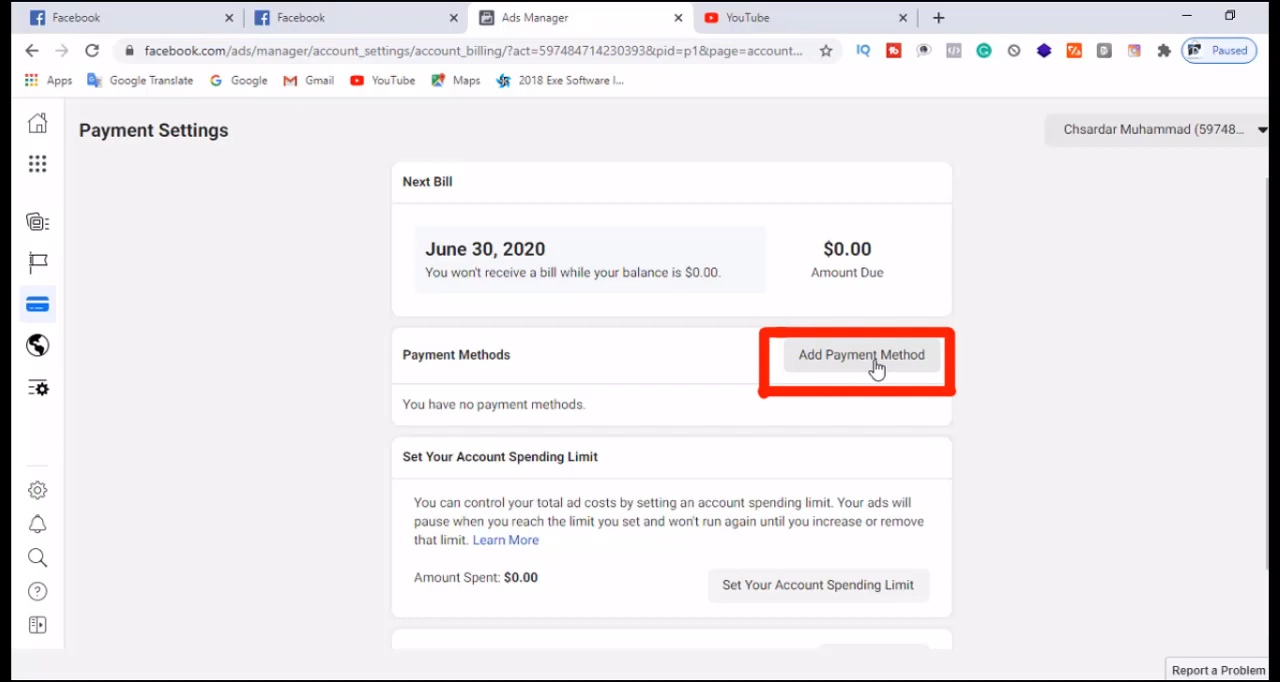 Facebook
Facebook
Ads Manager
YouTube
facebook.com/ads/manager/account_settings/account_billing/?act=597484714230393&pid=p1&page=account...
IQ
Paused
Apps
Google Translate
Google
Gmail
YouTube
Maps
2018 Exe Software I...
Payment Settings
Chsardar Muhammad (59748...
Next Bill
June 30, 2020
$0.00
You won't receive a bill while your balance is $0.00.
Amount Due
Payment Methods
Add Payment Method
You have no payment methods.
Set Your Account Spending Limit
You can control your total ad costs by setting an account spending limit. Your ads will
pause when you reach the limit you set and won't run again until you increase or remove
that limit. Learn More
Amount Spent: $0.00
Set Your Account Spending Limit
Report a Problem